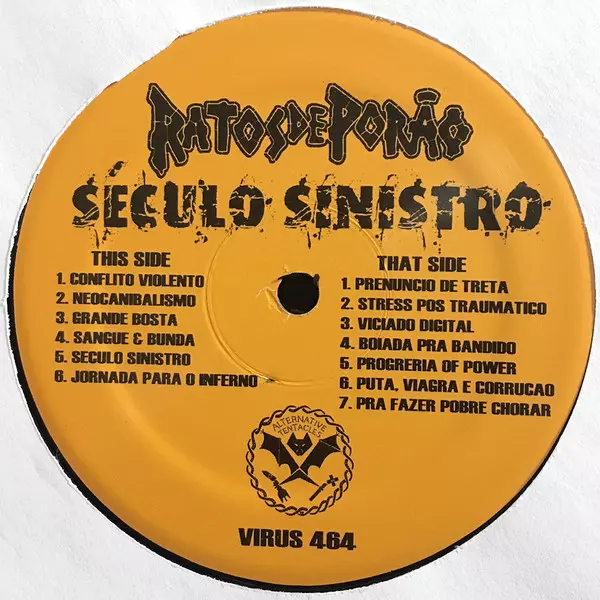 RATOS DE PORÃO
SÉCULO SINISTRO
THIS SIDE
1. CONFLITO VIOLENTO
2. NEOCANIBALISMO
3. GRANDE BOSTA
4. SANGUE & BUNDA
5. SECULO SINISTRO
6. JORNADA PARA O INFERNO
THAT SIDE
1. PRENUNCIO DE TRETA
2. STRESS POS TRAUMATICO
3. VICIADO DIGITAL
4. BOIADA PRA BANDIDO
5. PROGRERIA OF POWER
6. PUTA, VIAGRA E CORRUCAO
7. PRA FAZER POBRE CHORAR
ALTERNATIVE
TENTACLES
VIRUS 464